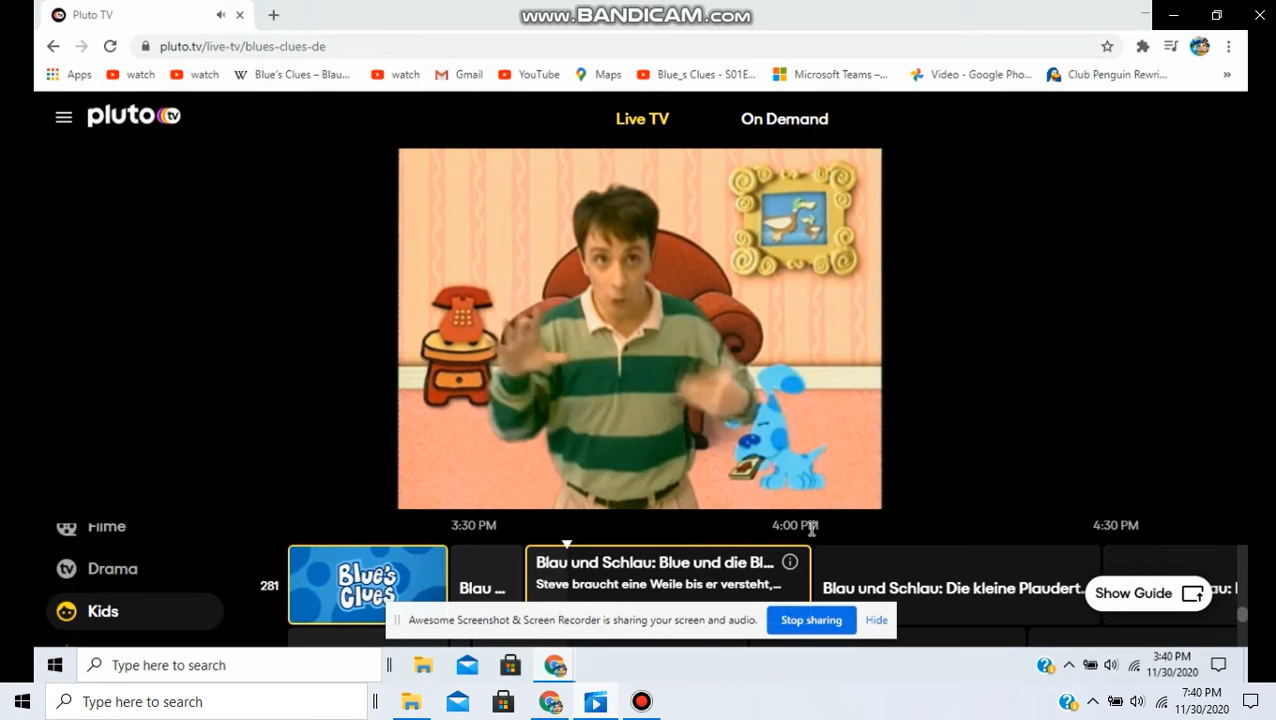 Pluto TV
www.BANDICAM.com
pluto.tv/live-tv/blues-clues-de
Apps watch watch Blue's Clues – Blau... watch Gmail YouTube Maps Blue_s Clues - S01E... Microsoft Teams –... Video - Google Pho... Club Penguin Rewri... »
pluto tv
Live TV On Demand
3:30 PM 4:00 PM 4:30 PM
Filme
Drama
Kids
281
Blue's Clues
Blau ...
Blau und Schlau: Blue und die Bl...
Steve braucht eine Weile bis er versteht,...
Blau und Schlau: Die kleine Plaudert...
au: I
Show Guide
Awesome Screenshot & Screen Recorder is sharing your screen and audio. Stop sharing Hide
Type here to search
3:40 PM
11/30/2020
Type here to search
7:40 PM
11/30/2020